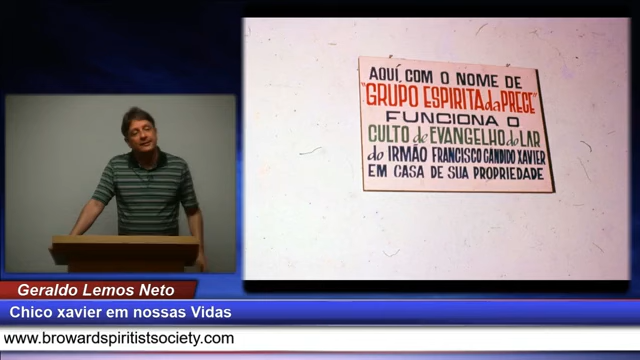 AQUÍ, COM O NOME DE
"GRUPO ESPIRITA da PRECE"
FUNCIONA O
CULTO de EVANGELHO do LAR
do IRMÃO FRANCISCO CANDIDO XAVIER
EM CASA DE SUA PROPRIEDADE
Geraldo Lemos Neto
Chico xavier em nossas Vidas
www.browardspiritistsociety.com